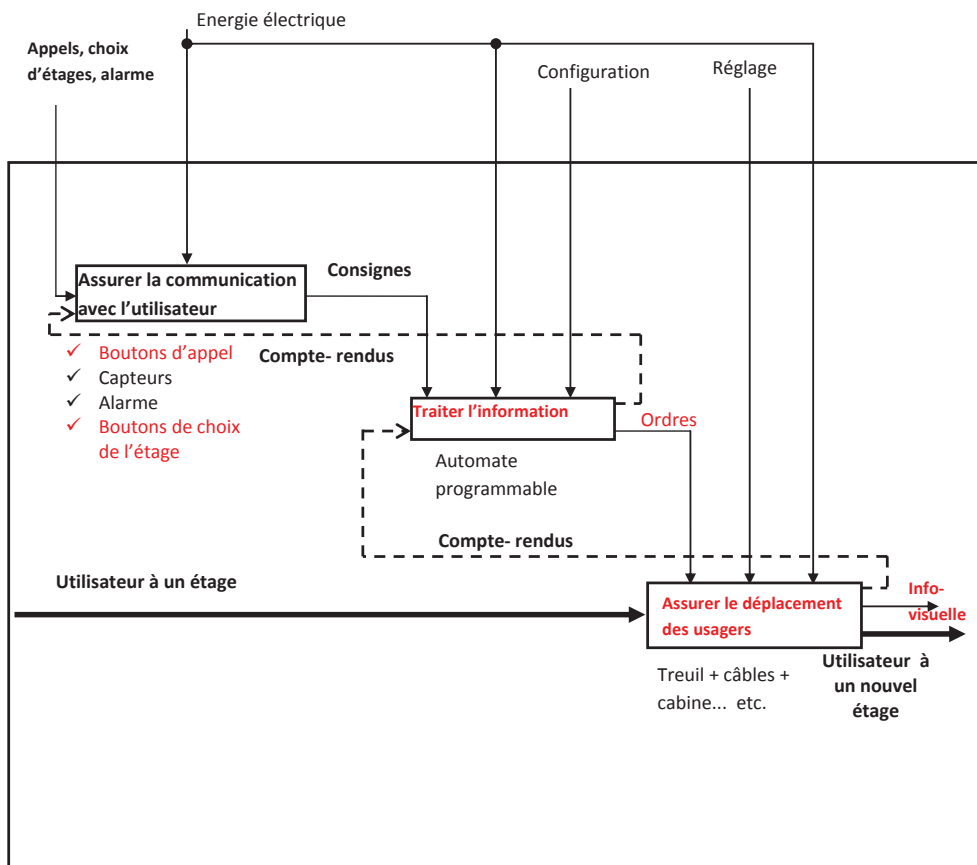 Energie électrique
Appels, choix
d’étages, alarme
Configuration
Réglage
Assurer la communication
avec l’utilisateur
Consignes
Compte- rendus
✓ Boutons d’appel
✓ Capteurs
✓ Alarme
✓ Boutons de choix
de l’étage
Traiter l’information
Ordres
Automate
programmable
Compte- rendus
Utilisateur à un étage
Assurer le déplacement
des usagers
Info-
visuelle
Treuil + câbles +
cabine... etc.
Utilisateur à
un nouvel
étage